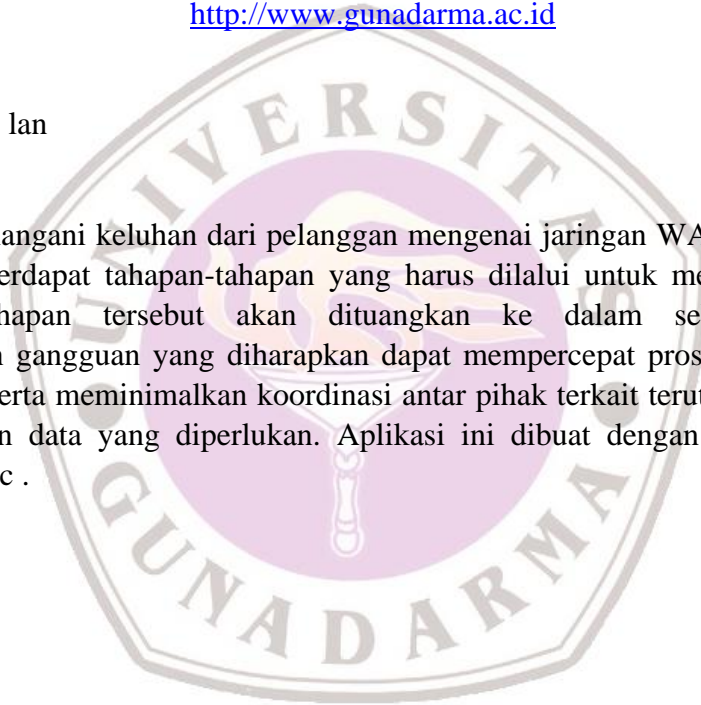 http://www.gunadarma.ac.id
lan
angani keluhan dari pelanggan mengenai jaringan WA
erdapat tahapan-tahapan yang harus dilalui untuk me
hapan tersebut akan dituangkan ke dalam se
n gangguan yang diharapkan dapat mempercepat pros
erta meminimalkan koordinasi antar pihak terkait terut
n data yang diperlukan. Aplikasi ini dibuat dengan
c .
UNIVERSITAS
GUNADARMA